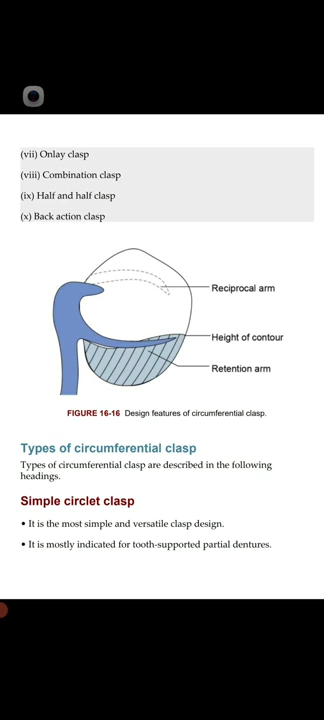 (vii) Onlay clasp
(viii) Combination clasp
(ix) Half and half clasp
(x) Back action clasp
Reciprocal arm
Height of contour
Retention arm
FIGURE 16-16 Design features of circumferential clasp.
Types of circumferential clasp
Types of circumferential clasp are described in the following
headings.
Simple circlet clasp
• It is the most simple and versatile clasp design.
• It is mostly indicated for tooth-supported partial dentures.